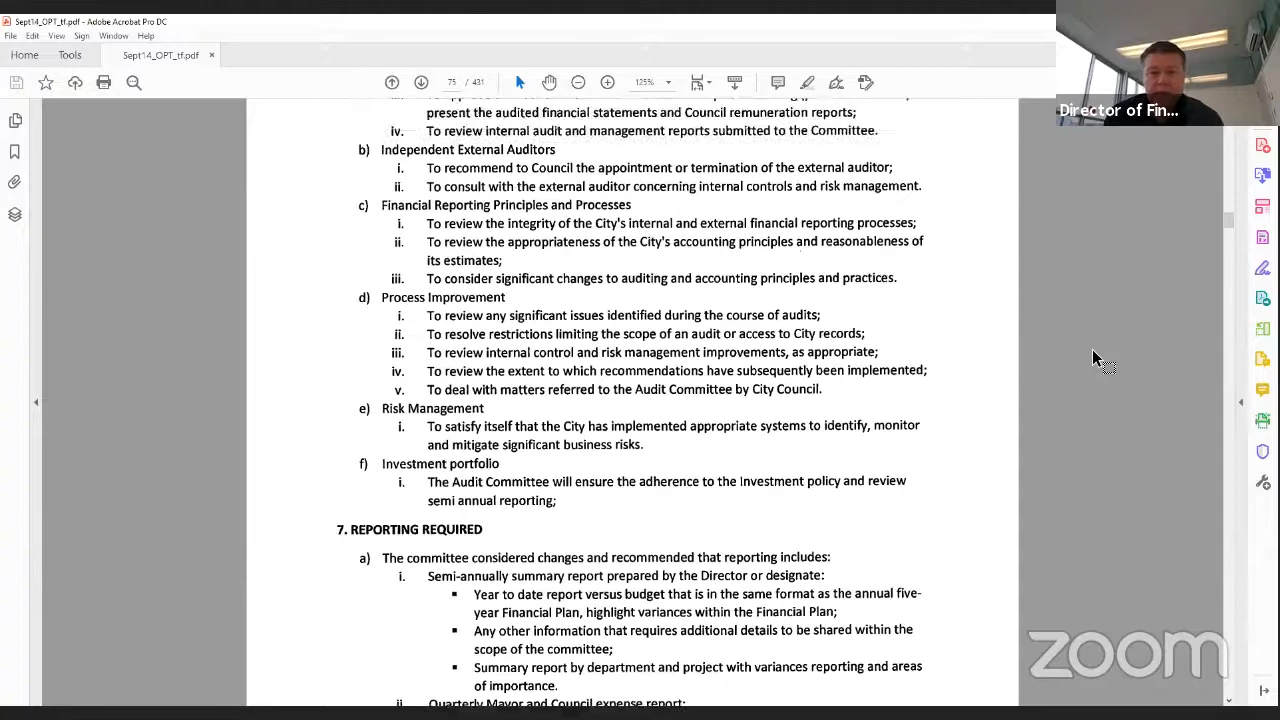 Sept14_OPT_tf.pdf - Adobe Acrobat Pro DC
File Edit View Sign Window Help
Home Tools Sept14_OPT_tf.pdf ×
75 / 431 125%
Director of Fin...
present the audited financial statements and Council remuneration reports;
iv. To review internal audit and management reports submitted to the Committee.
b) Independent External Auditors
i. To recommend to Council the appointment or termination of the external auditor;
ii. To consult with the external auditor concerning internal controls and risk management.
c) Financial Reporting Principles and Processes
i. To review the integrity of the City's internal and external financial reporting processes;
ii. To review the appropriateness of the City's accounting principles and reasonableness of
its estimates;
iii. To consider significant changes to auditing and accounting principles and practices.
d) Process Improvement
i. To review any significant issues identified during the course of audits;
ii. To resolve restrictions limiting the scope of an audit or access to City records;
iii. To review internal control and risk management improvements, as appropriate;
iv. To review the extent to which recommendations have subsequently been implemented;
v. To deal with matters referred to the Audit Committee by City Council.
e) Risk Management
i. To satisfy itself that the City has implemented appropriate systems to identify, monitor
and mitigate significant business risks.
f) Investment portfolio
i. The Audit Committee will ensure the adherence to the Investment policy and review
semi annual reporting;
7. REPORTING REQUIRED
a) The committee considered changes and recommended that reporting includes:
i. Semi-annually summary report prepared by the Director or designate:
▪ Year to date report versus budget that is in the same format as the annual five-
year Financial Plan, highlight variances within the Financial Plan;
▪ Any other information that requires additional details to be shared within the
scope of the committee;
▪ Summary report by department and project with variances reporting and areas
of importance.
ii. Quarterly Mayor and Council expense report;
zoom